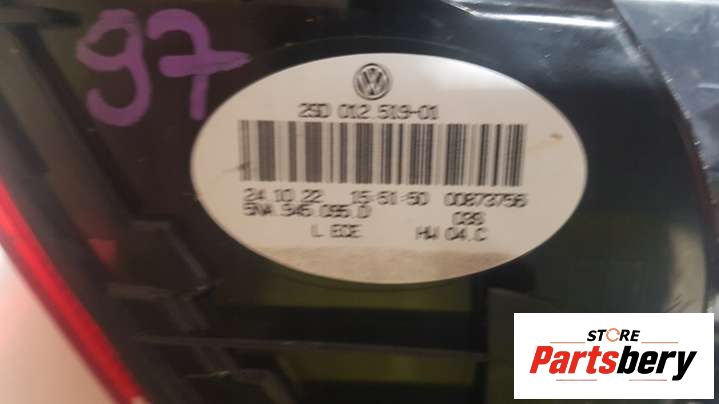 97
2SD 012 519-01
24.10.22 15:51:50 00873756
5NA.945.095.D 039
L ECE HW 04.C
STORE
Partsbery